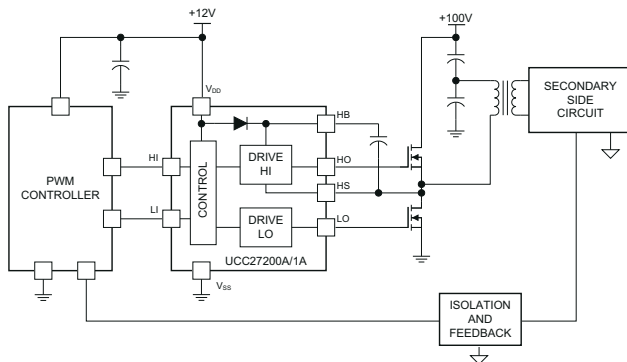 +12V
+100V
SECONDARY
SIDE
CIRCUIT
VDD
HB
PWM
CONTROLLER
HI
LI
CONTROL
DRIVE
HI
HO
HS
DRIVE
LO
LO
UCC27200A/1A
VSS
ISOLATION
AND
FEEDBACK